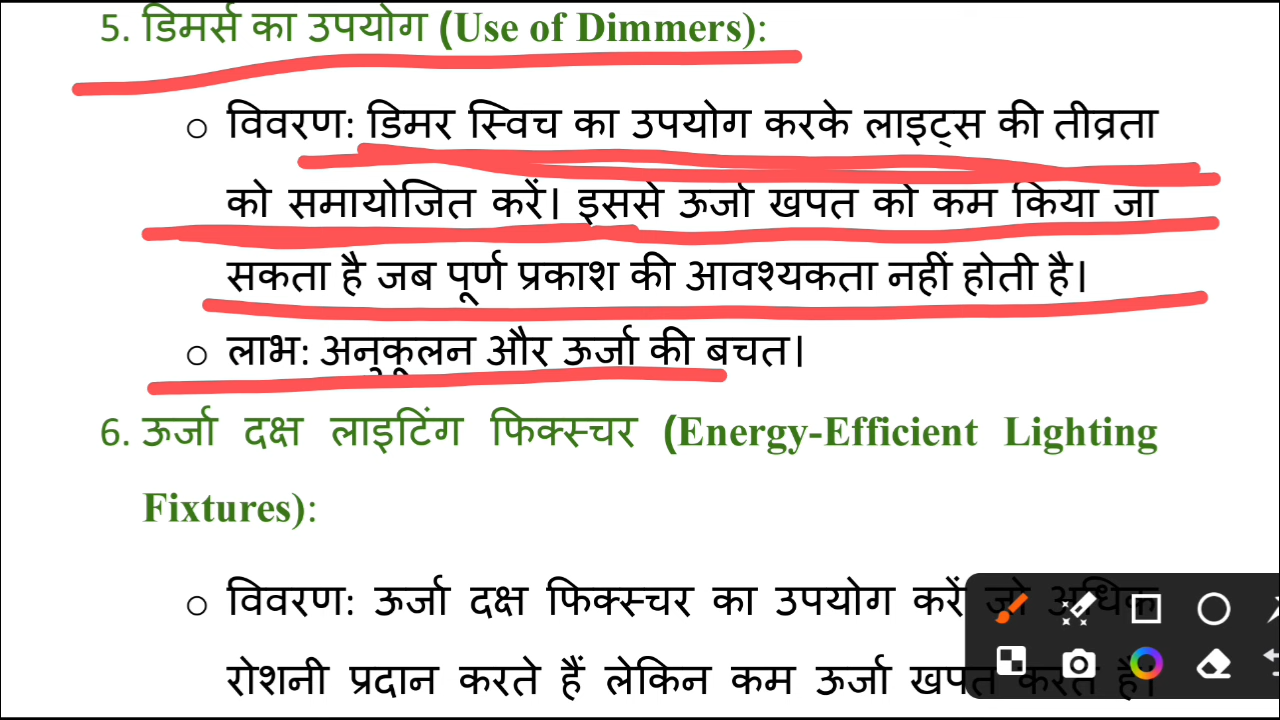 5. डिमर्स का उपयोग (Use of Dimmers):
○ विवरण: डिमर स्विच का उपयोग करके लाइट्स की तीव्रता
को समायोजित करें। इससे ऊर्जा खपत को कम किया जा
सकता है जब पूर्ण प्रकाश की आवश्यकता नहीं होती है।
○ लाभ: अनुकूलन और ऊर्जा की बचत।
6. ऊर्जा दक्ष लाइटिंग फिक्स्चर (Energy-Efficient Lighting
Fixtures):
○ विवरण: ऊर्जा दक्ष फिक्स्चर का उपयोग करें जो अधिक
रोशनी प्रदान करते हैं लेकिन कम ऊर्जा खपत करते हैं।